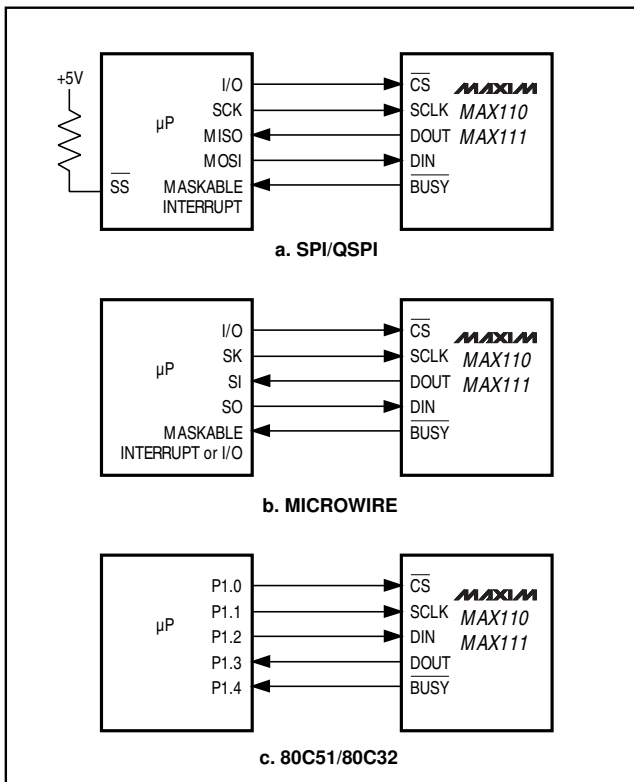 +5V
µP
SS
I/O
SCK
MISO
MOSI
MASKABLE
INTERRUPT
CS
SCLK
DOUT
DIN
BUSY
MAXIM
MAX110
MAX111
a. SPI/QSPI
µP
I/O
SK
SI
SO
MASKABLE
INTERRUPT or I/O
CS
SCLK
DOUT
DIN
BUSY
MAXIM
MAX110
MAX111
b. MICROWIRE
µP
P1.0
P1.1
P1.2
P1.3
P1.4
CS
SCLK
DIN
DOUT
BUSY
MAXIM
MAX110
MAX111
c. 80C51/80C32